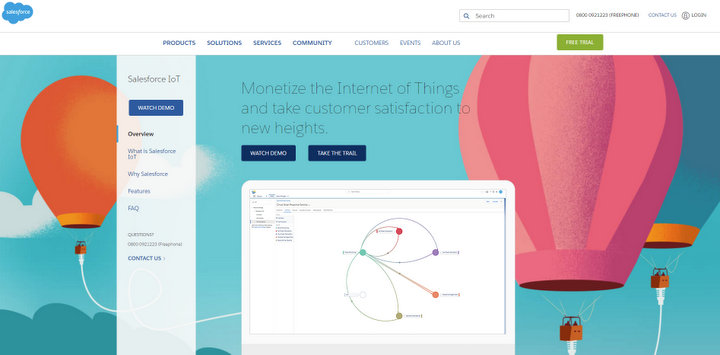 salesforce
Search
0800 0921223 (FREEPHONE)
CONTACT US
LOGIN
PRODUCTS
SOLUTIONS
SERVICES
COMMUNITY
CUSTOMERS
EVENTS
ABOUT US
FREE TRIAL
Salesforce IoT
WATCH DEMO
Overview
What is Salesforce
IoT
Why Salesforce
Features
FAQ
QUESTIONS?
0800 0921223 (Freephone)
CONTACT US
Monetize the Internet of Things
and take customer satisfaction to
new heights.
WATCH DEMO
TAKE THE TRAIL